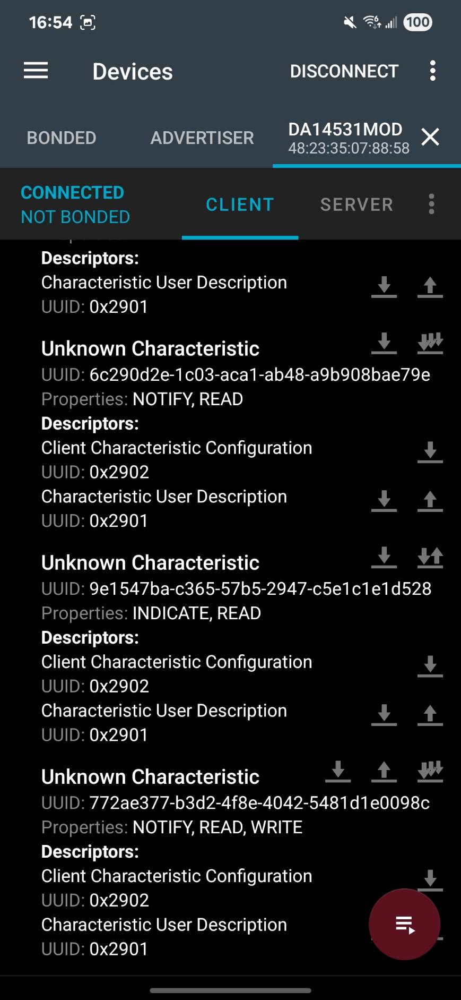 16:54
6
100
Devices
DISCONNECT
BONDED
ADVERTISER
DA14531MOD
48:23:35:07:88:58
CONNECTED
NOT BONDED
CLIENT
SERVER
Descriptors:
Characteristic User Description
UUID: 0x2901
Unknown Characteristic
UUID: 6c290d2e-1c03-aca1-ab48-a9b908bae79e
Properties: NOTIFY, READ
Descriptors:
Client Characteristic Configuration
UUID: 0x2902
Characteristic User Description
UUID: 0x2901
Unknown Characteristic
UUID: 9e1547ba-c365-57b5-2947-c5e1c1e1d528
Properties: INDICATE, READ
Descriptors:
Client Characteristic Configuration
UUID: 0x2902
Characteristic User Description
UUID: 0x2901
Unknown Characteristic
UUID: 772ae377-b3d2-4f8e-4042-5481d1e0098c
Properties: NOTIFY, READ, WRITE
Descriptors:
Client Characteristic Configuration
UUID: 0x2902
Characteristic User Description
UUID: 0x2901